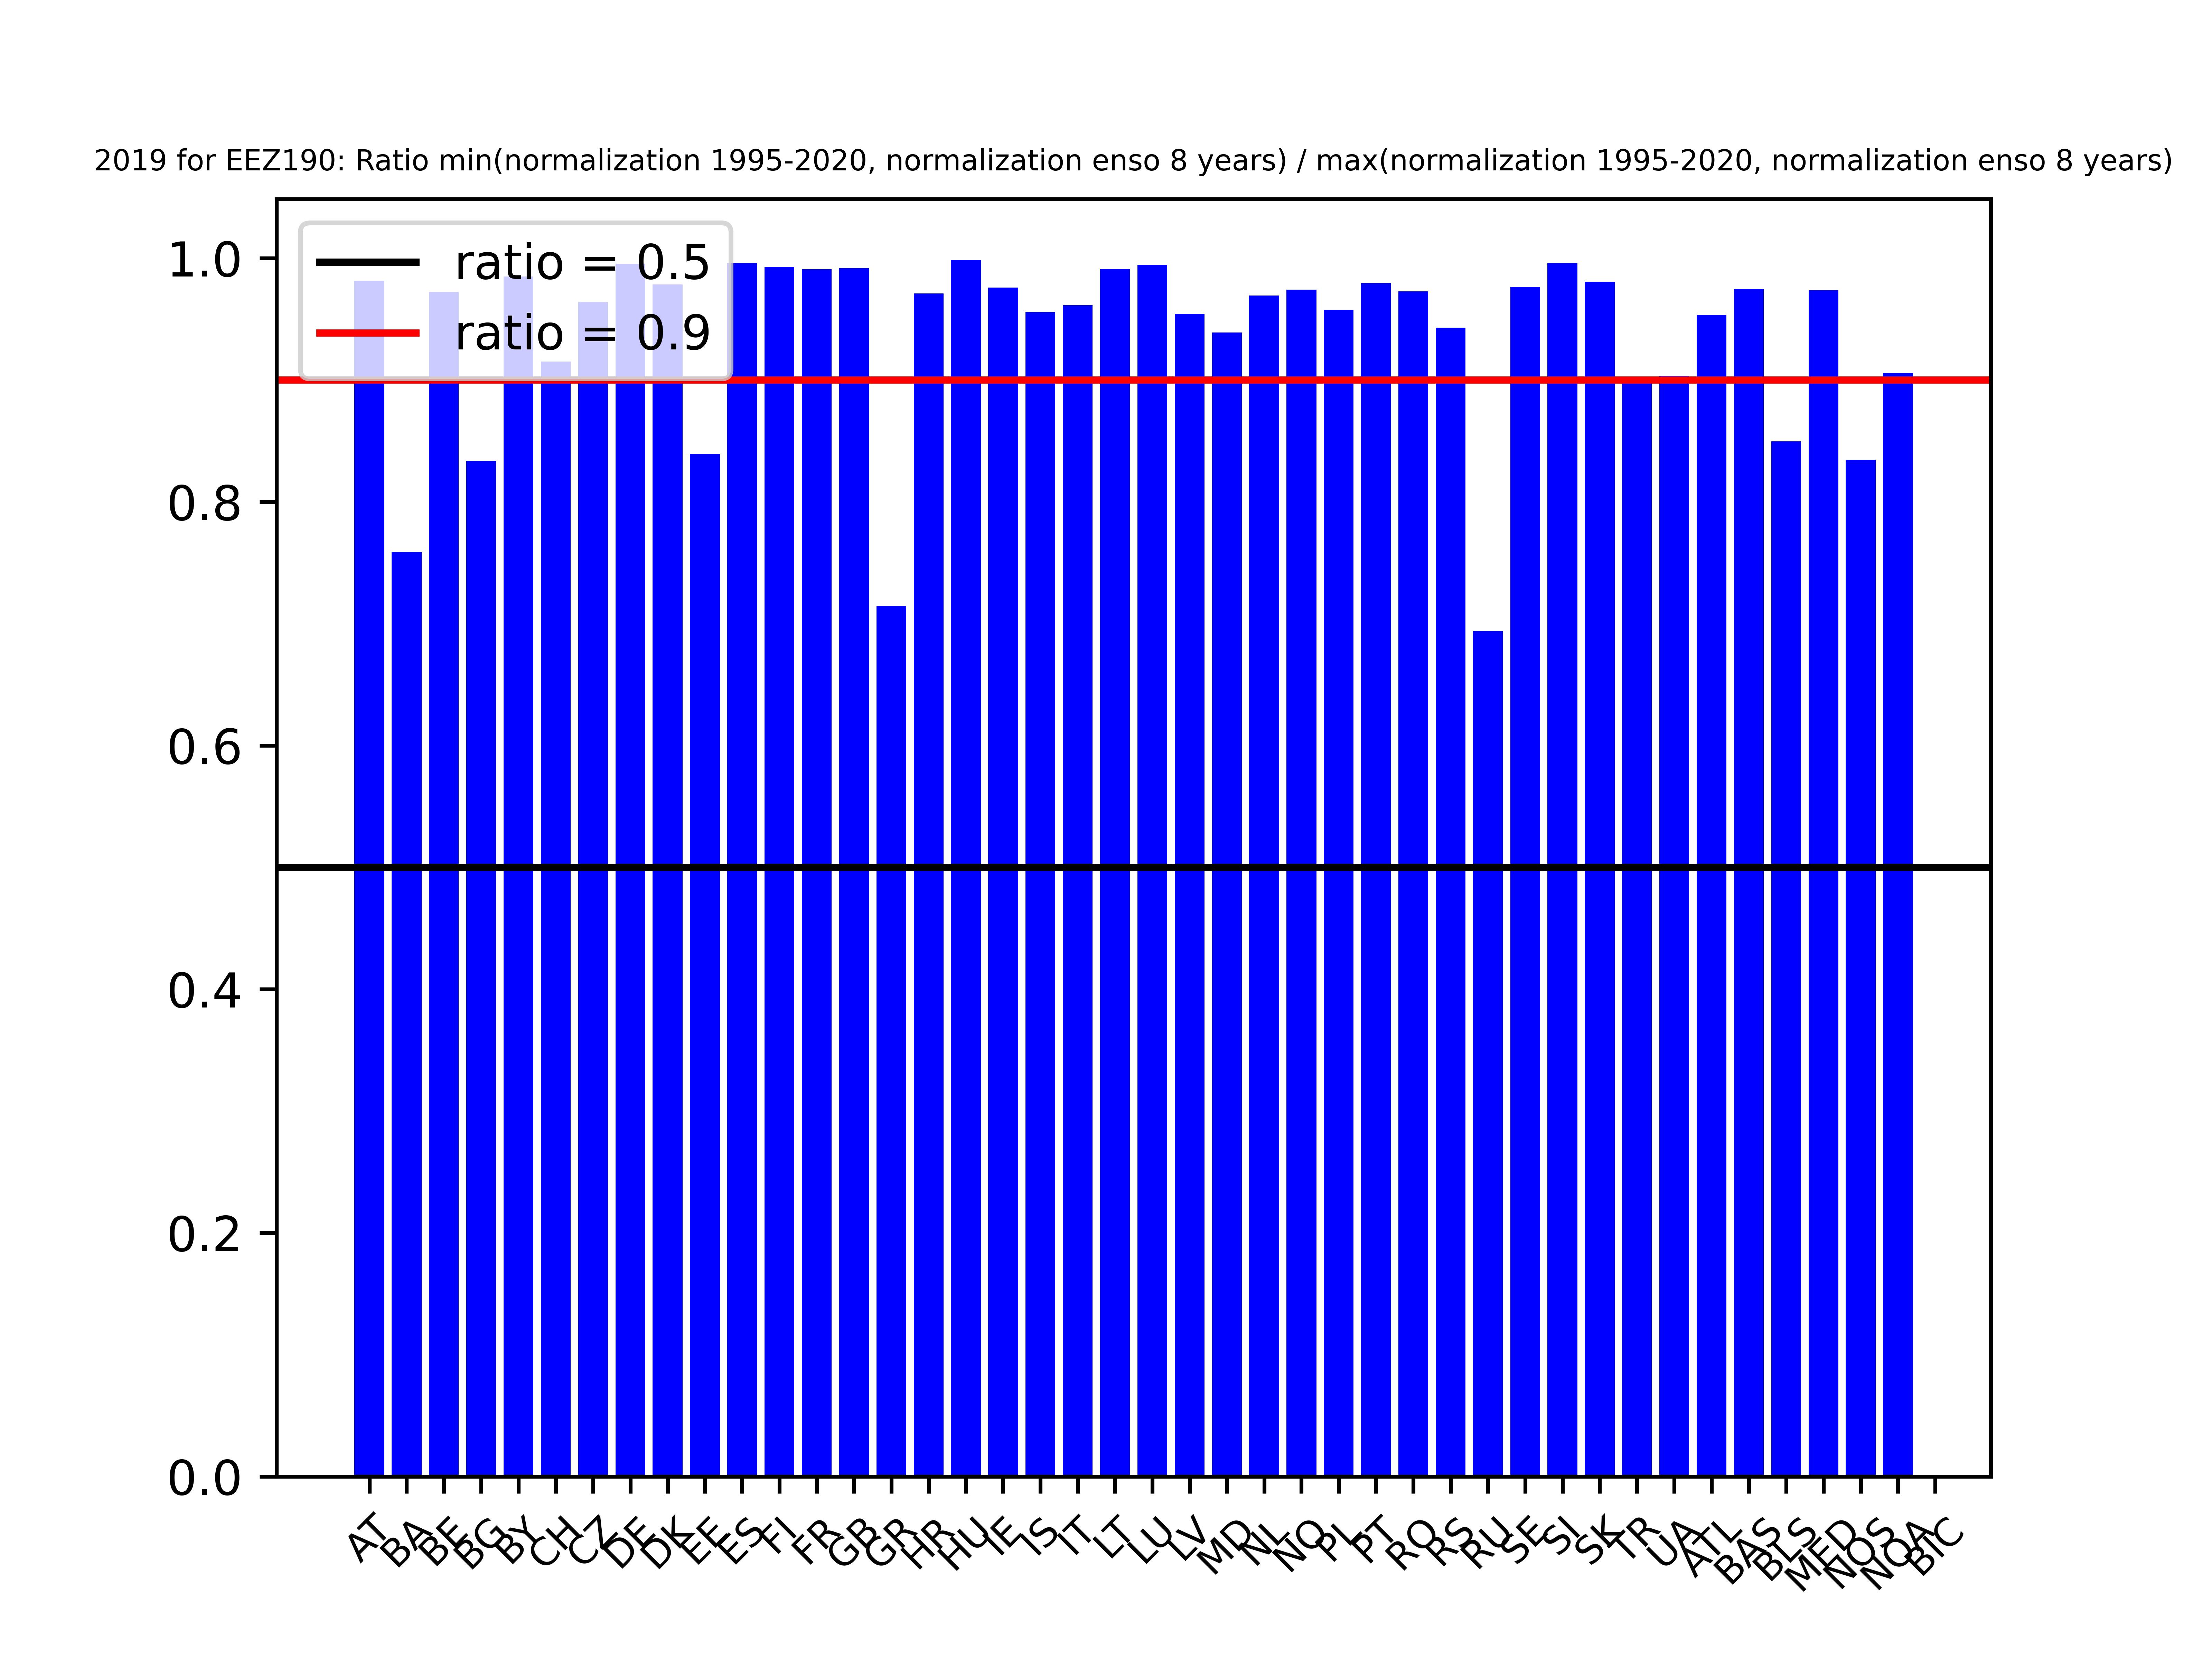 2019 for EEZ190: Ratio min(normalization 1995-2020, normalization enso 8 years) / max(normalization 1995-2020, normalization enso 8 years)
ratio = 0.5
ratio = 0.9
1.0
0.8
0.6
0.4
0.2
0.0
AT
BA
BE
BG
BY
CH
CZ
DE
DK
EE
ES
FI
FR
GB
GR
HR
HU
IE
IS
IT
LT
LU
LV
MD
NL
NO
PL
PT
RO
RS
RU
SE
SI
SK
TR
UA
ATL
BAS
BLS
MED
NOS
NOA
BIC